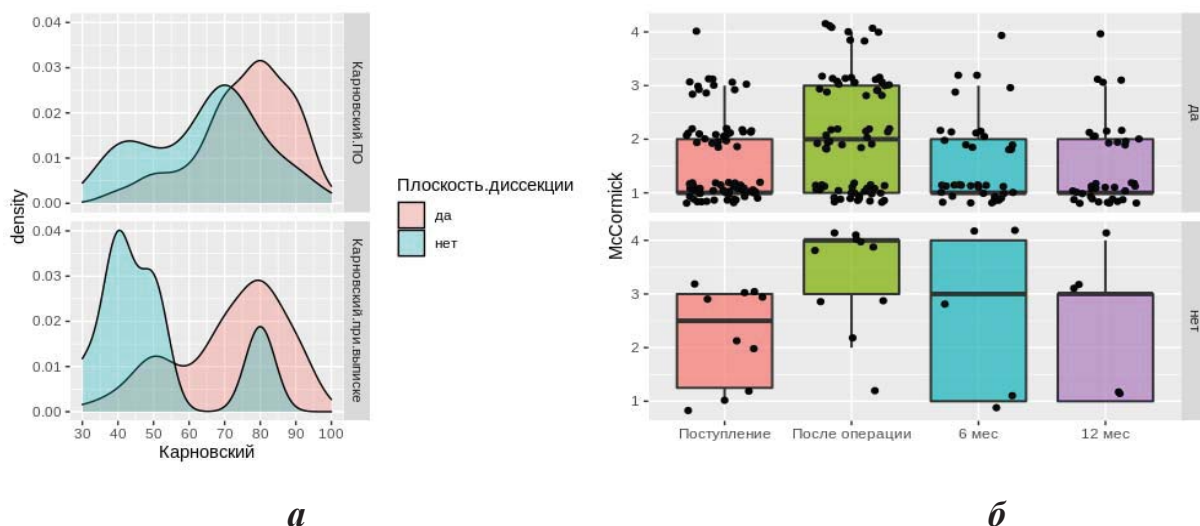 0.04
0.03
0.02
0.01
0.00
Карновский.ПО
0.04
0.03
0.02
0.01
0.00
Карновский.при.выписке
density
30 40 50 60 70 80 90 100
Карновский
Плоскость.диссекции
да
нет
а
4
3
2
1
да
4
3
2
1
нет
McCormick
Поступление После операции 6 мес 12 мес
б